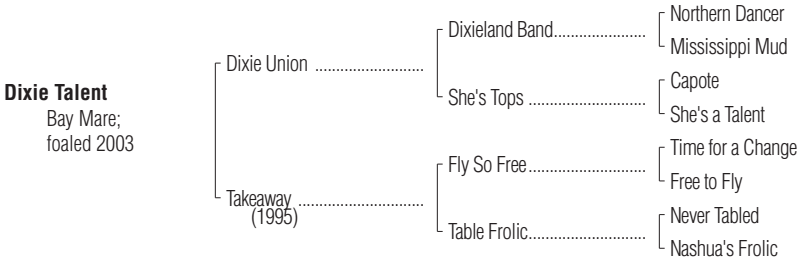 Dixie Talent
Bay Mare;
foaled 2003
Dixie Union ..........................
Takeaway ..............................
(1995)
Dixieland Band......................
She's Tops ............................
Fly So Free............................
Table Frolic............................
Northern Dancer
Mississippi Mud
Capote
She's a Talent
Time for a Change
Free to Fly
Never Tabled
Nashua's Frolic